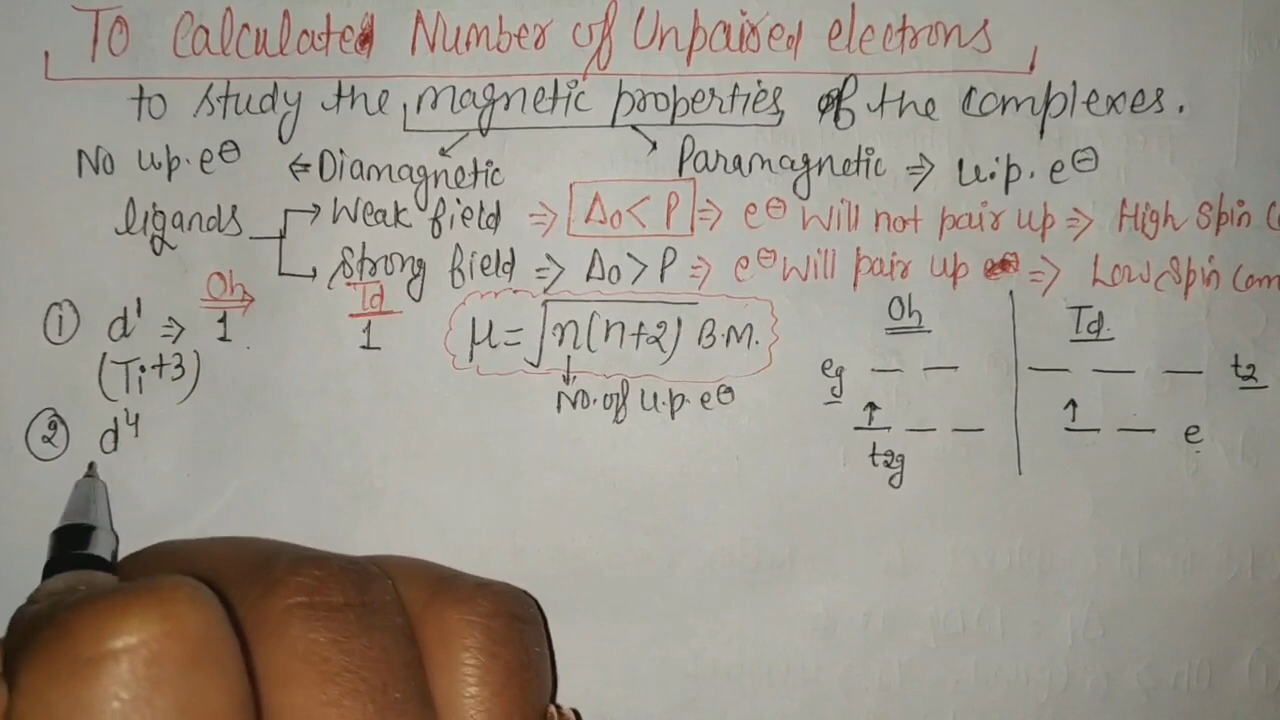 To Calculated Number of Unpaired electrons
to study the magnetic properties of the complexes.
No u.p. e⊖ ⇐ Diamagnetic Paramagnetic ⇒ u.p. e⊖
ligands → Weak field ⇒ Δo < P ⇒ e⊖ will not pair up ⇒ High Spin
→ Strong field ⇒ Δo > P ⇒ e⊖ will pair up ⇒ Low Spin Com
Oh Td
① d¹ ⇒ 1 1
(Ti+3)
μ = √n(n+2) B.M.
No. of u.p. e⊖
② d⁴
Oh Td.
eg — — — — — t2
↑ — — ↑ — e
t2g